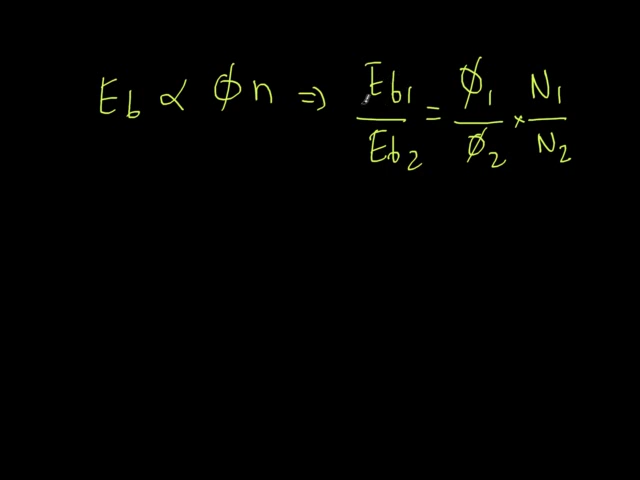 Eb ∝ ϕn ⇒ Eb1/Eb2 = ϕ1/ϕ2 × N1/N2